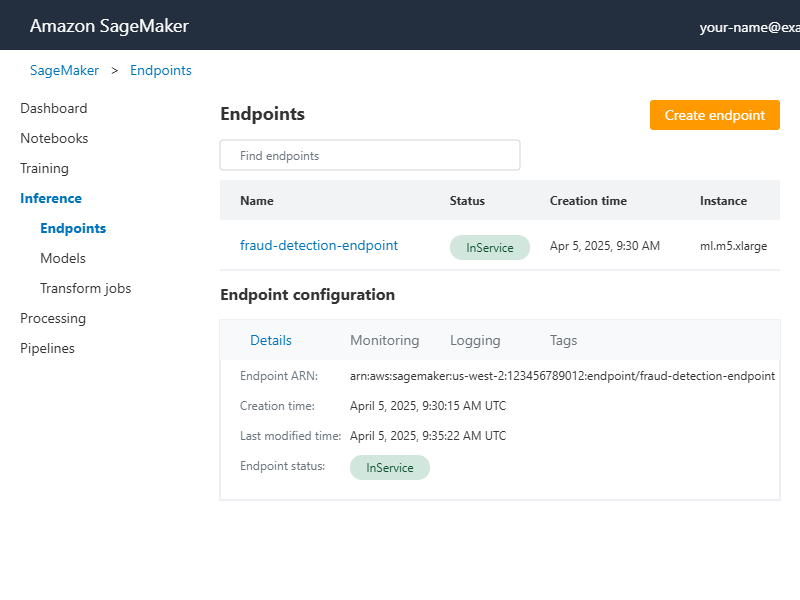 Amazon SageMaker
your-name@exa
SageMaker > Endpoints
Dashboard
Notebooks
Training
Inference
Endpoints
Models
Transform jobs
Processing
Pipelines
Endpoints
Create endpoint
Find endpoints
Name Status Creation time Instance
fraud-detection-endpoint InService Apr 5, 2025, 9:30 AM ml.m5.xlarge
Endpoint configuration
Details Monitoring Logging Tags
Endpoint ARN: arn:aws:sagemaker:us-west-2:123456789012:endpoint/fraud-detection-endpoint
Creation time: April 5, 2025, 9:30:15 AM UTC
Last modified time: April 5, 2025, 9:35:22 AM UTC
Endpoint status: InService